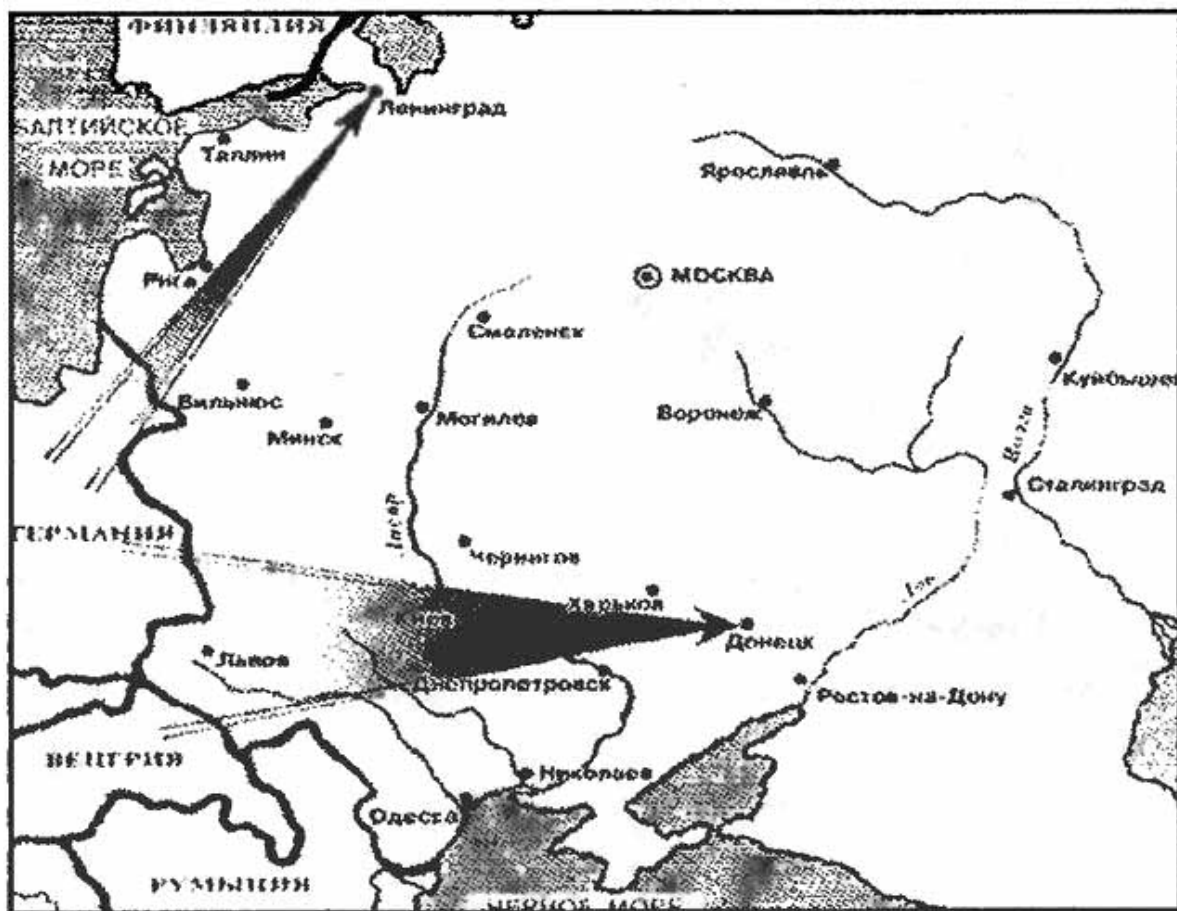 ФИНЛЯНДИЯ
Ленинград
БАЛТИЙСКОЕ
МОРЕ
Таллин
Ярославль
Рига
МОСКВА
Смоленск
Куйбышев
Вильнюс
Могилев
Воронеж
Минск
Волга
Сталинград
Днепр
ГЕРМАНИЯ
Чернигов
Харьков
Киев
Дон
Донецк
Львов
Днепропетровск
Ростов-на-Дону
ВЕНГРИЯ
Николаев
Одесса
РУМЫНИЯ
ЧЕРНОЕ МОРЕ